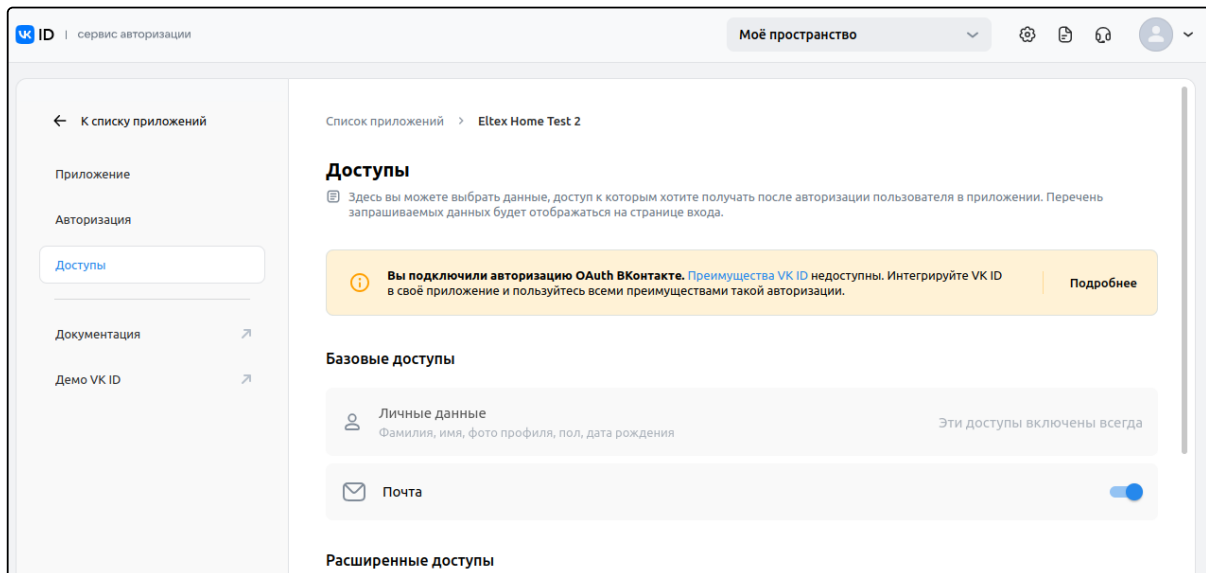 VK ID | сервис авторизации
Моё пространство
К списку приложений
Приложение
Авторизация
Доступы
Документация
Демо VK ID
Список приложений > Eltex Home Test 2
Доступы
Здесь вы можете выбрать данные, доступ к которым хотите получать после авторизации пользователя в приложении. Перечень
запрашиваемых данных будет отображаться на странице входа.
Вы подключили авторизацию OAuth ВКонтакте. Преимущества VK ID недоступны. Интегрируйте VK ID
в своё приложение и пользуйтесь всеми преимуществами такой авторизации.
Подробнее
Базовые доступы
Личные данные
Фамилия, имя, фото профиля, пол, дата рождения
Эти доступы включены всегда
Почта
Расширенные доступы